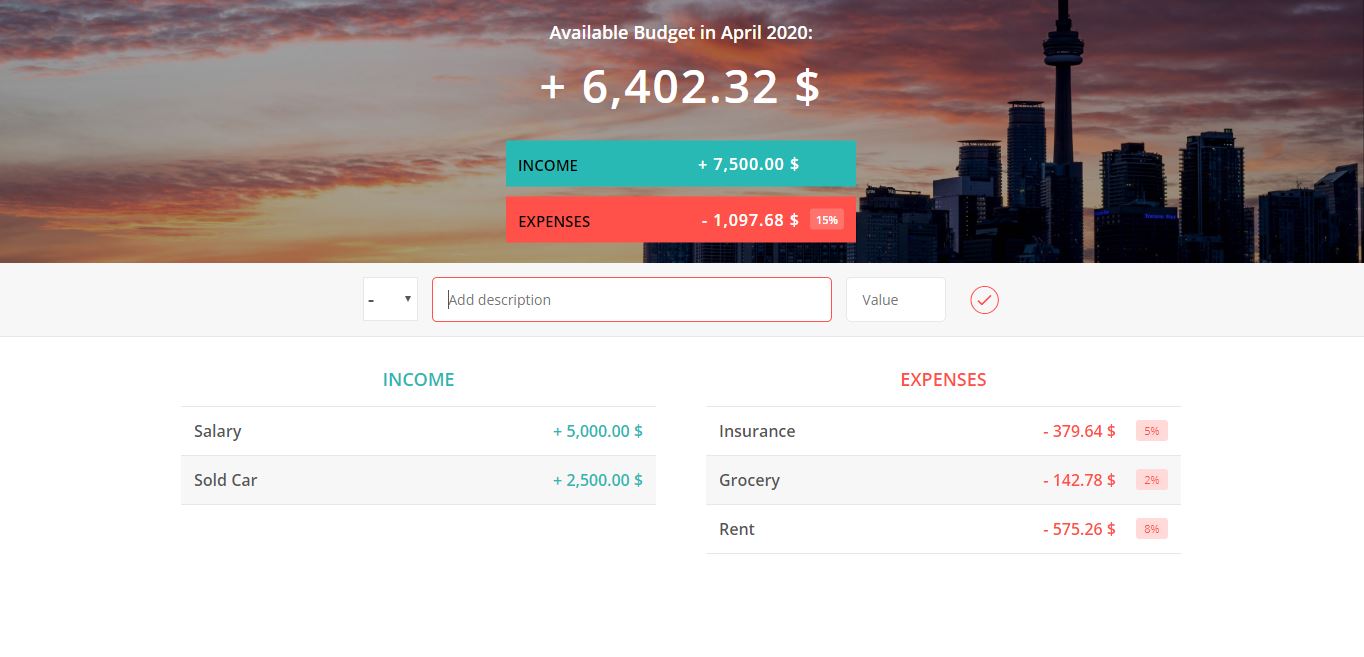 Available Budget in April 2020:
+ 6,402.32 $
INCOME + 7,500.00 $
EXPENSES - 1,097.68 $ 15%
- Add description Value
INCOME
Salary + 5,000.00 $
Sold Car + 2,500.00 $
EXPENSES
Insurance - 379.64 $ 5%
Grocery - 142.78 $ 2%
Rent - 575.26 $ 8%